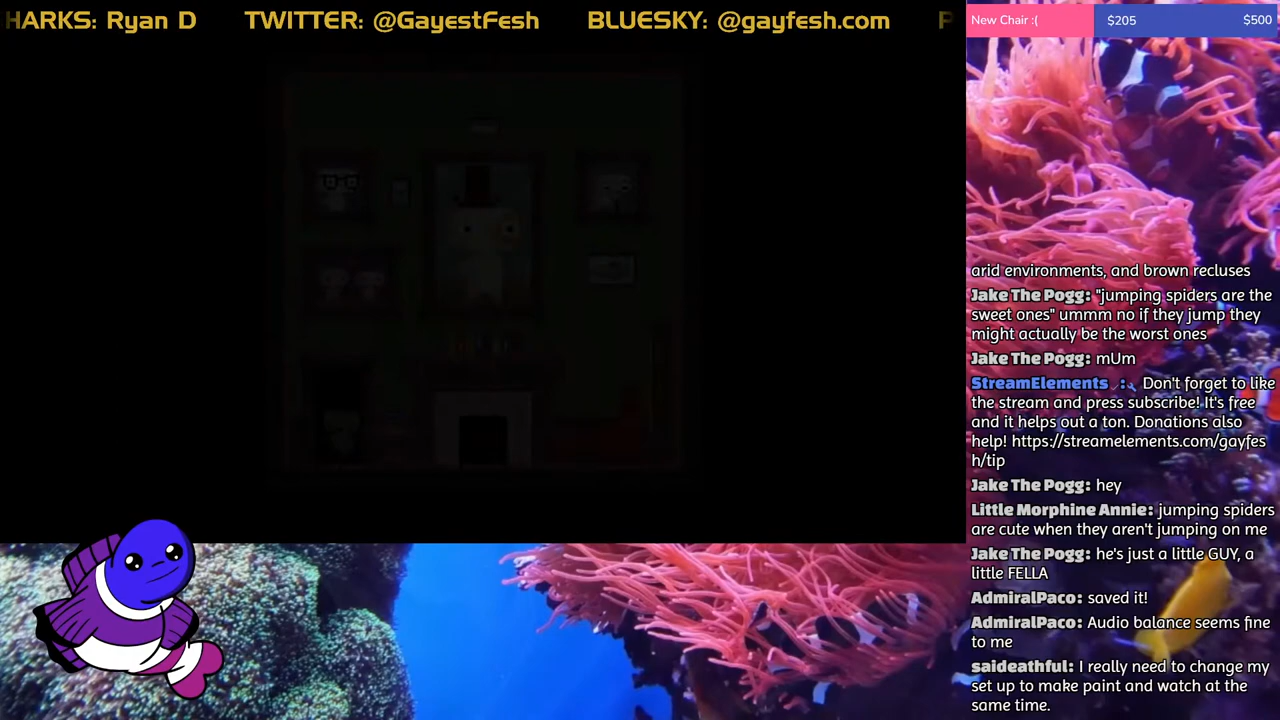 HARKS: Ryan D TWITTER: @GayestFesh BLUESKY: @gayfesh.com P
New Chair :( $205 $500
arid environments, and brown recluses
Jake The Pogg: "jumping spiders are the
sweet ones" ummm no if they jump they
might actually be the worst ones
Jake The Pogg: mUm
StreamElements : Don't forget to like
the stream and press subscribe! It's free
and it helps out a ton. Donations also
help! https://streamelements.com/gayfes
h/tip
Jake The Pogg: hey
Little Morphine Annie: jumping spiders
are cute when they aren't jumping on me
Jake The Pogg: he's just a little GUY, a
little FELLA
AdmiralPaco: saved it!
AdmiralPaco: Audio balance seems fine
to me
saideathful: I really need to change my
set up to make paint and watch at the
same time.